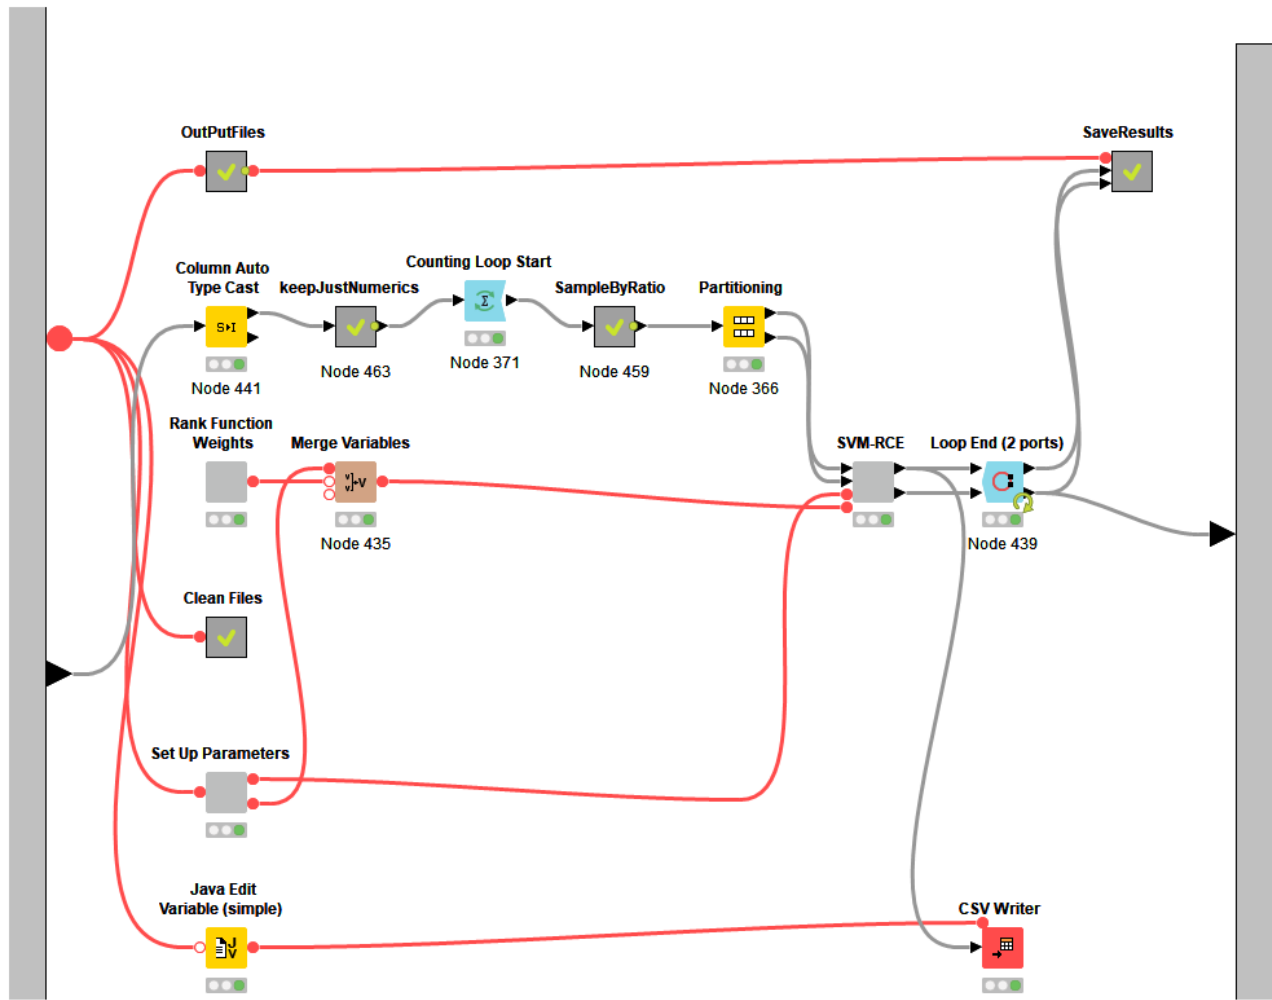 OutPutFiles
SaveResults
Column Auto
Type Cast
keepJustNumerics
Counting Loop Start
SampleByRatio
Partitioning
S▸I
Σ
Node 441
Node 463
Node 371
Node 459
Node 366
Rank Function
Weights
Merge Variables
SVM-RCE
Loop End (2 ports)
V
V
]▸V
Node 435
Node 439
Clean Files
Set Up Parameters
Java Edit
Variable (simple)
J
V
CSV Writer